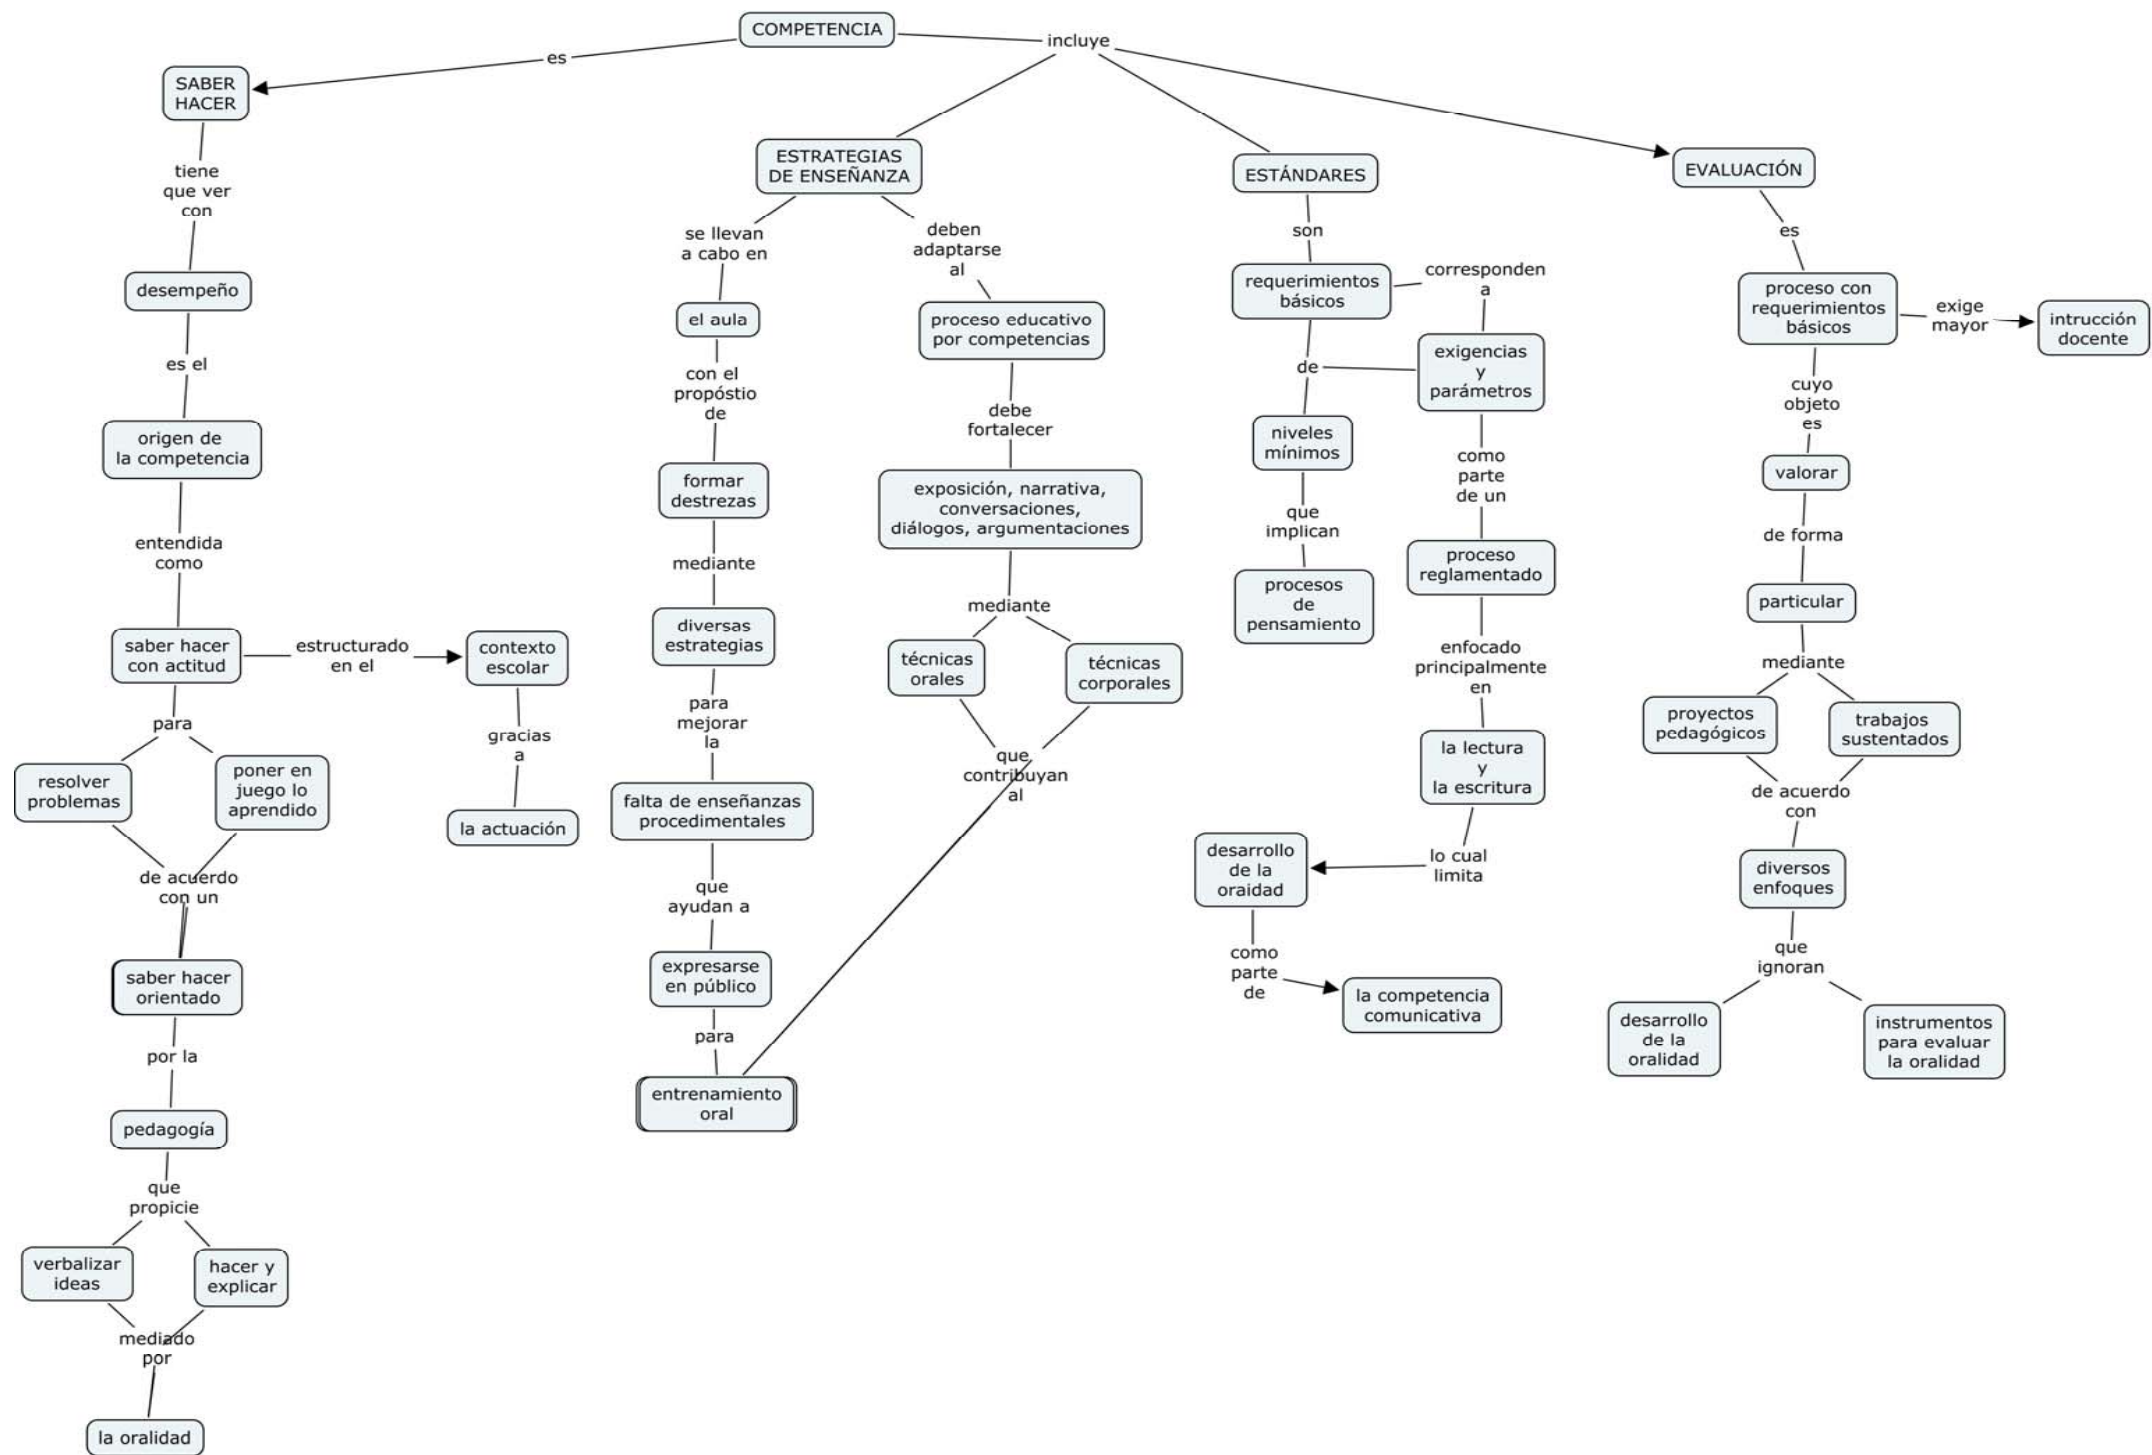 COMPETENCIA
es
incluye
SABER
HACER
tiene
que ver
con
desempeño
es el
origen de
la competencia
entendida
como
saber hacer
con actitud
estructurado
en el
contexto
escolar
gracias
a
la actuación
para
resolver
problemas
poner en
juego lo
aprendido
de acuerdo
con un
saber hacer
orientado
por la
pedagogía
que
propicie
verbalizar
ideas
hacer y
explicar
mediado
por
la oralidad
ESTRATEGIAS
DE ENSEÑANZA
se llevan
a cabo en
el aula
con el
propóstio
de
formar
destrezas
mediante
diversas
estrategias
para
mejorar
la
falta de enseñanzas
procedimentales
que
ayudan a
expresarse
en público
para
entrenamiento
oral
deben
adaptarse
al
proceso educativo
por competencias
debe
fortalecer
exposición, narrativa,
conversaciones,
diálogos, argumentaciones
mediante
técnicas
orales
técnicas
corporales
que
contribuyan
al
ESTÁNDARES
son
requerimientos
básicos
corresponden
a
exigencias
y
parámetros
de
niveles
mínimos
que
implican
procesos
de
pensamiento
como
parte
de un
proceso
reglamentado
enfocado
principalmente
en
la lectura
y
la escritura
lo cual
limita
desarrollo
de la
oraidad
como
parte
de
la competencia
comunicativa
EVALUACIÓN
es
proceso con
requerimientos
básicos
exige
mayor
intrucción
docente
cuyo
objeto
es
valorar
de forma
particular
mediante
proyectos
pedagógicos
trabajos
sustentados
de acuerdo
con
diversos
enfoques
que
ignoran
desarrollo
de la
oralidad
instrumentos
para evaluar
la oralidad